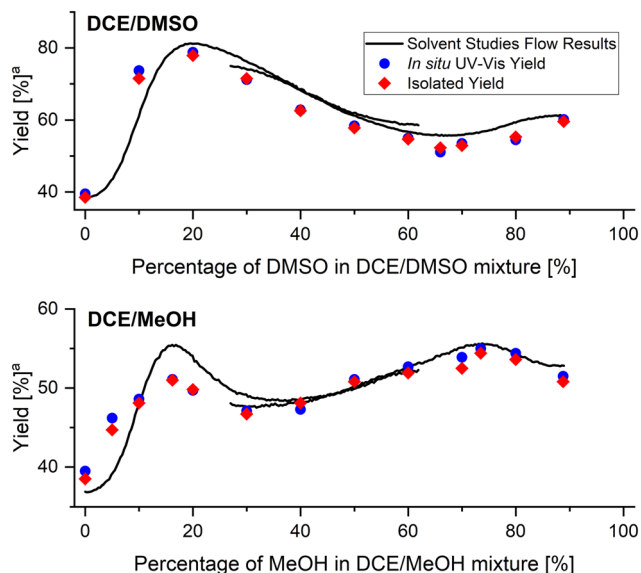 DCE/DMSO
Solvent Studies Flow Results
In situ UV-Vis Yield
Isolated Yield
Yield [%]ª
80
60
40
0 20 40 60 80 100
Percentage of DMSO in DCE/DMSO mixture [%]
DCE/MeOH
Yield [%]ª
60
50
40
0 20 40 60 80 100
Percentage of MeOH in DCE/MeOH mixture [%]